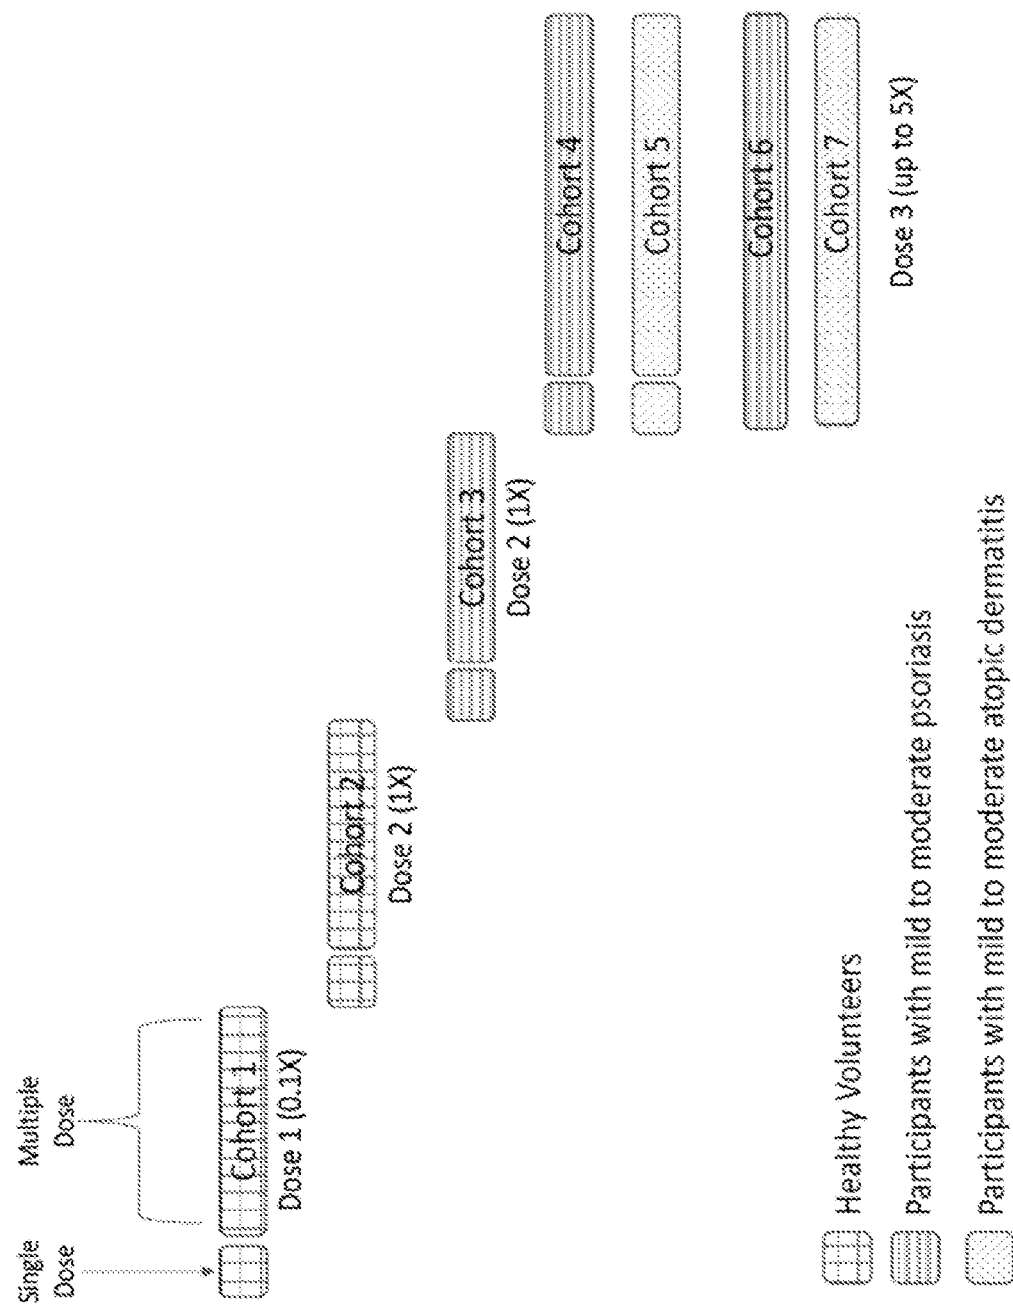 Single
Dose
Multiple
Dose
Cohort 1
Dose 1 (0.1X)
Cohort 2
Dose 2 (1X)
Cohort 3
Dose 2 (1X)
Cohort 4
Cohort 5
Cohort 6
Cohort 7
Dose 3 (up to 5X)
Healthy Volunteers
Participants with mild to moderate psoriasis
Participants with mild to moderate atopic dermatitis